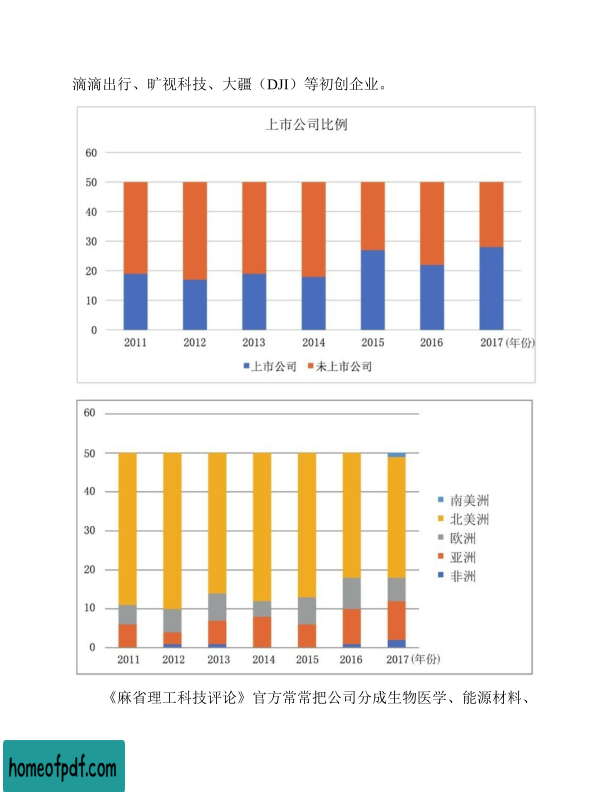 滴滴出行、旷视科技、大疆（DJI）等初创企业。
上市公司比例
60
50
40
30
20
10
0
2011 2012 2013 2014 2015 2016 2017 (年份)
上市公司 未上市公司
60
50
40
30
20
10
0
南美洲
北美洲
欧洲
亚洲
非洲
2011 2012 2013 2014 2015 2016 2017 (年份)
《麻省理工科技评论》官方常常把公司分成生物医学、能源材料、
homeofpdf.com